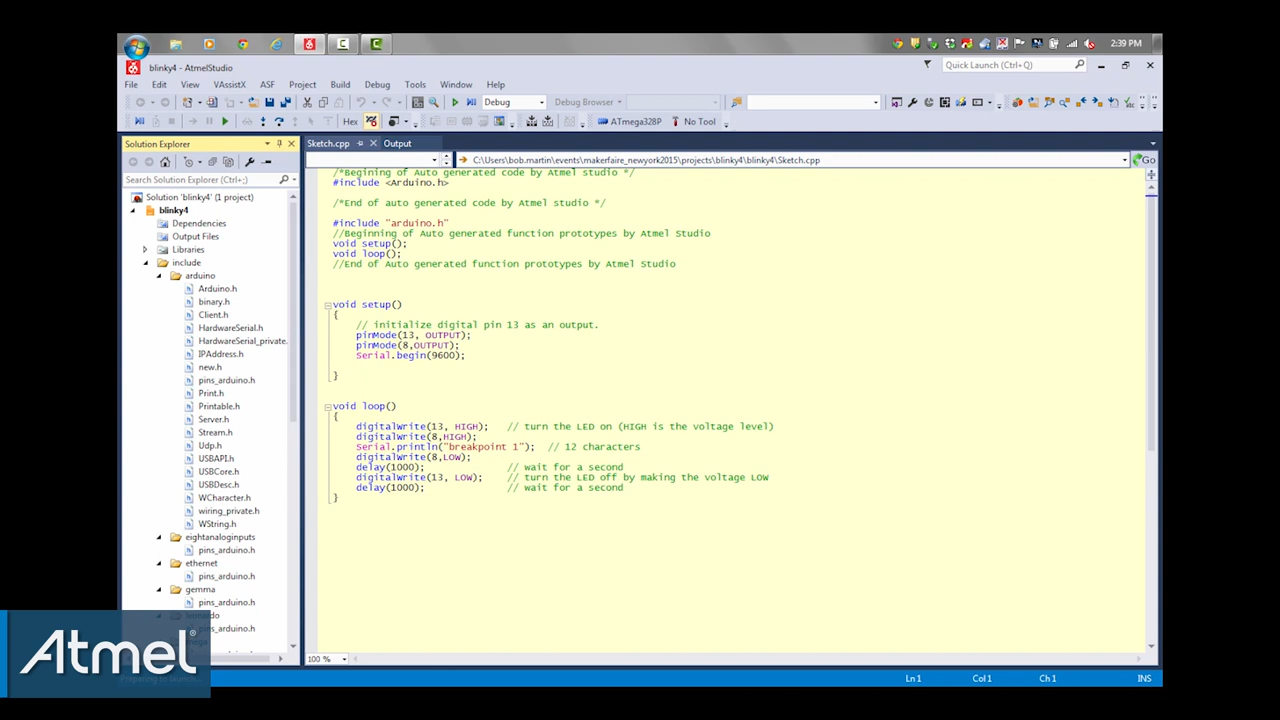 2:39 PM
blinky4 - AtmelStudio
Quick Launch (Ctrl+Q)
File Edit View VAssistX ASF Project Build Debug Tools Window Help
Debug Debug Browser
Hex ATmega328P No Tool
Solution Explorer
Sketch.cpp Output
C:\Users\bob.martin\events\makerfaire_newyork2015\projects\blinky4\blinky4\Sketch.cpp Go
Search Solution Explorer (Ctrl+;)
Solution 'blinky4' (1 project)
blinky4
Dependencies
Output Files
Libraries
include
arduino
Arduino.h
binary.h
Client.h
HardwareSerial.h
HardwareSerial_private.
IPAddress.h
new.h
pins_arduino.h
Print.h
Printable.h
Server.h
Stream.h
Udp.h
USBAPI.h
USBCore.h
USBDesc.h
WCharacter.h
wiring_private.h
WString.h
eightanaloginputs
pins_arduino.h
ethernet
pins_arduino.h
gemma
pins_arduino.h
leonardo
pins_arduino.h
/*Begining of Auto generated code by Atmel studio */
#include <Arduino.h>
/*End of auto generated code by Atmel studio */
#include "arduino.h"
//Beginning of Auto generated function prototypes by Atmel Studio
void setup();
void loop();
//End of Auto generated function prototypes by Atmel Studio
void setup()
{
// initialize digital pin 13 as an output.
pinMode(13, OUTPUT);
pinMode(8,OUTPUT);
Serial.begin(9600);
}
void loop()
{
digitalWrite(13, HIGH); // turn the LED on (HIGH is the voltage level)
digitalWrite(8,HIGH);
Serial.println("breakpoint 1"); // 12 characters
digitalWrite(8,LOW);
delay(1000); // wait for a second
digitalWrite(13, LOW); // turn the LED off by making the voltage LOW
delay(1000); // wait for a second
}
100 %
Atmel®
Ln 1 Col 1 Ch 1 INS